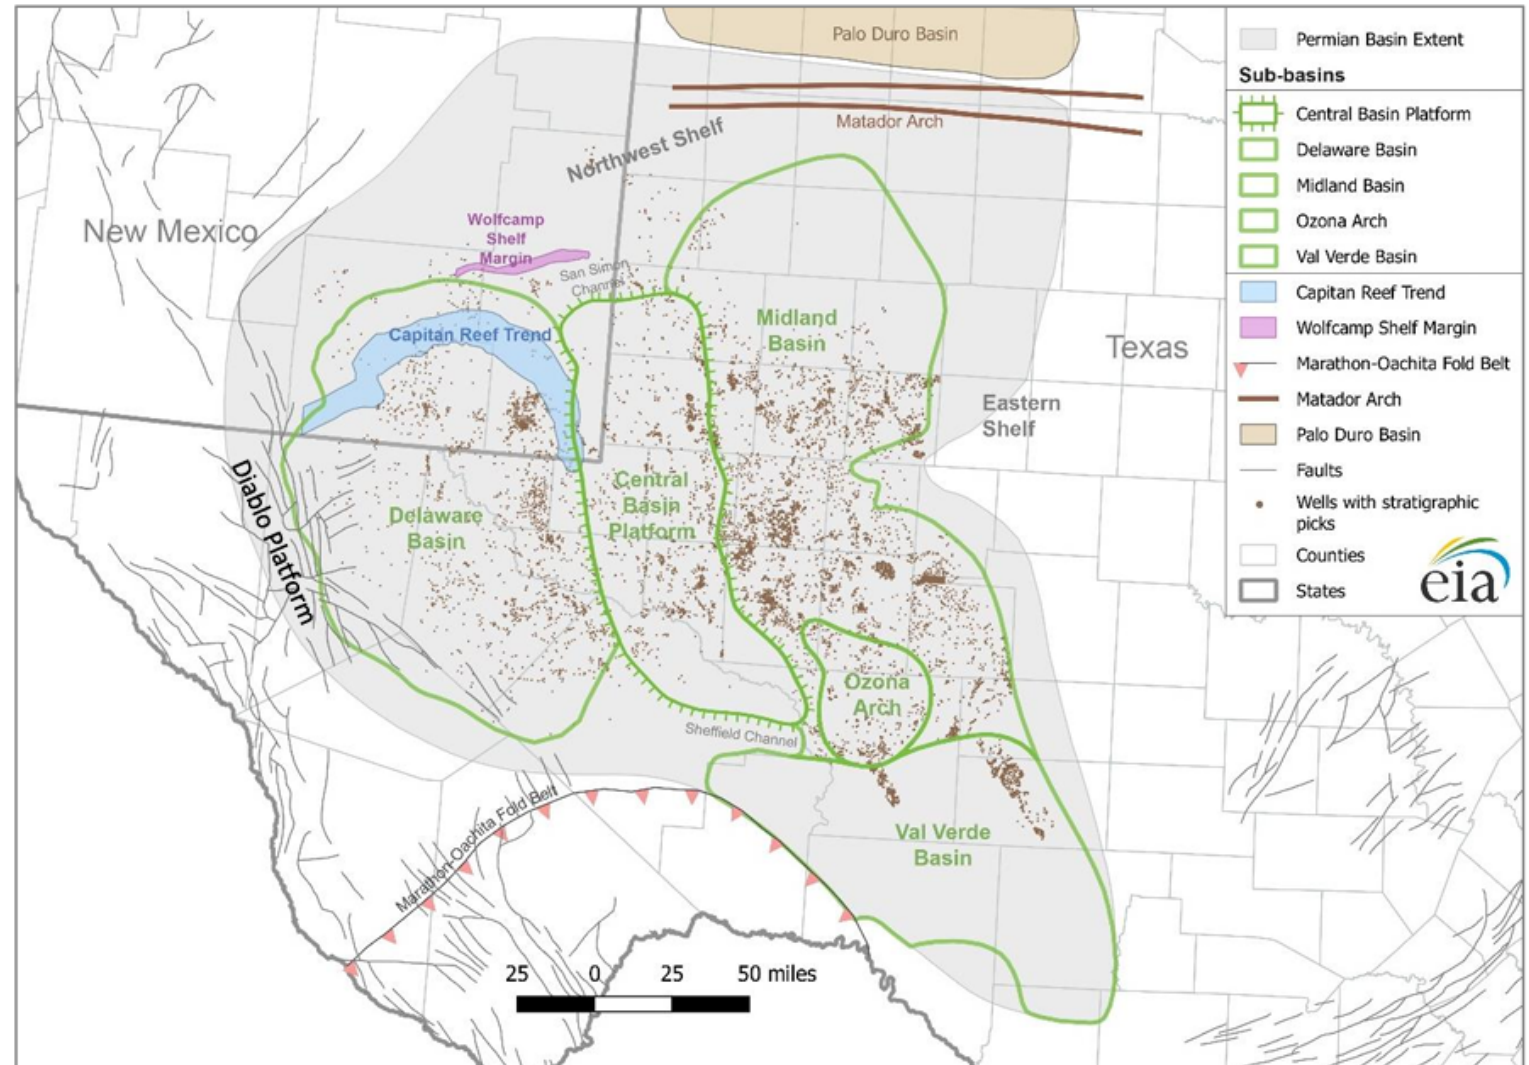 Palo Duro Basin
Matador Arch
Northwest Shelf
New Mexico
Wolfcamp
Shelf
Margin
San Simon
Channel
Capitan Reef Trend
Midland
Basin
Texas
Eastern
Shelf
Diablo Platform
Delaware
Basin
Central
Basin
Platform
Ozona
Arch
Sheffield Channel
Marathon-Oachita Fold Belt
Val Verde
Basin
25 0 25 50 miles
Permian Basin Extent
Sub-basins
Central Basin Platform
Delaware Basin
Midland Basin
Ozona Arch
Val Verde Basin
Capitan Reef Trend
Wolfcamp Shelf Margin
Marathon-Oachita Fold Belt
Matador Arch
Palo Duro Basin
Faults
Wells with stratigraphic
picks
Counties
States
eia